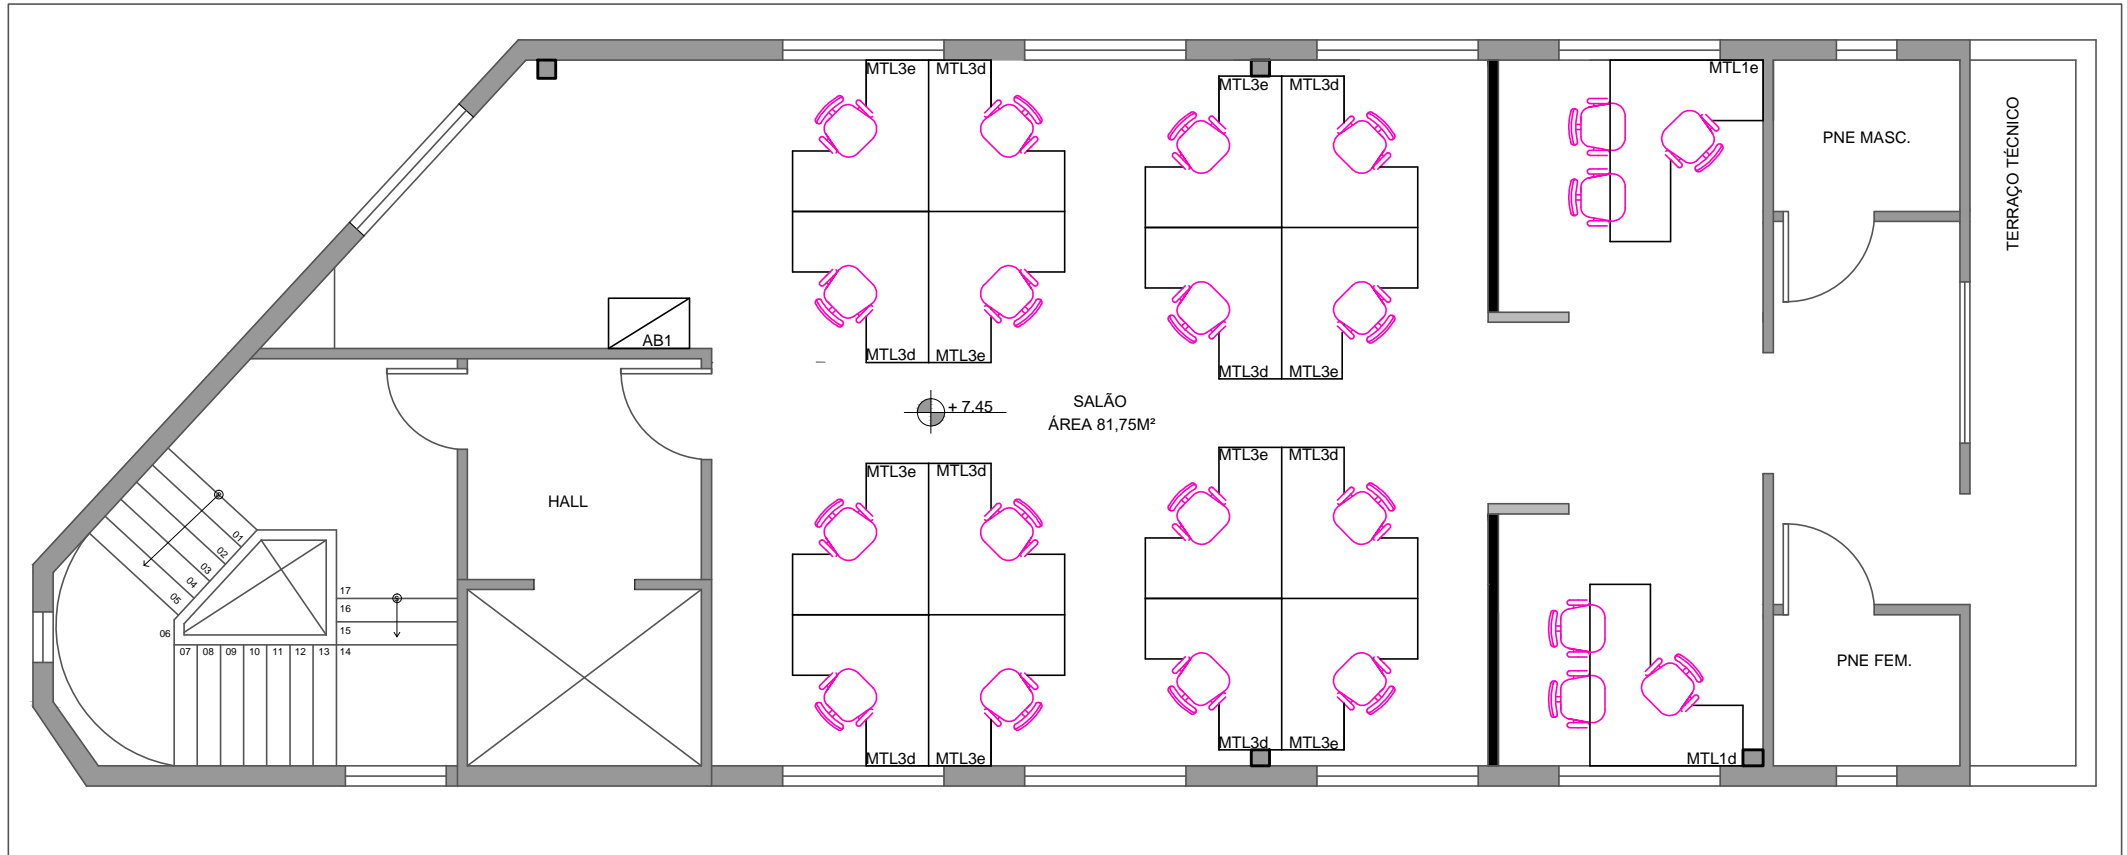 MTL3e MTL3d
MTL3e MTL3d
MTL1e
PNE MASC.
TERRAÇO TÉCNICO
AB1
MTL3d MTL3e
MTL3d MTL3e
+ 7.45
SALÃO
ÁREA 81,75M²
MTL3e MTL3d
MTL3e MTL3d
HALL
01
02
03
04
05
06
07 08 09 10 11 12 13 14
15
16
17
PNE FEM.
MTL3d MTL3e
MTL3d MTL3e
MTL1d